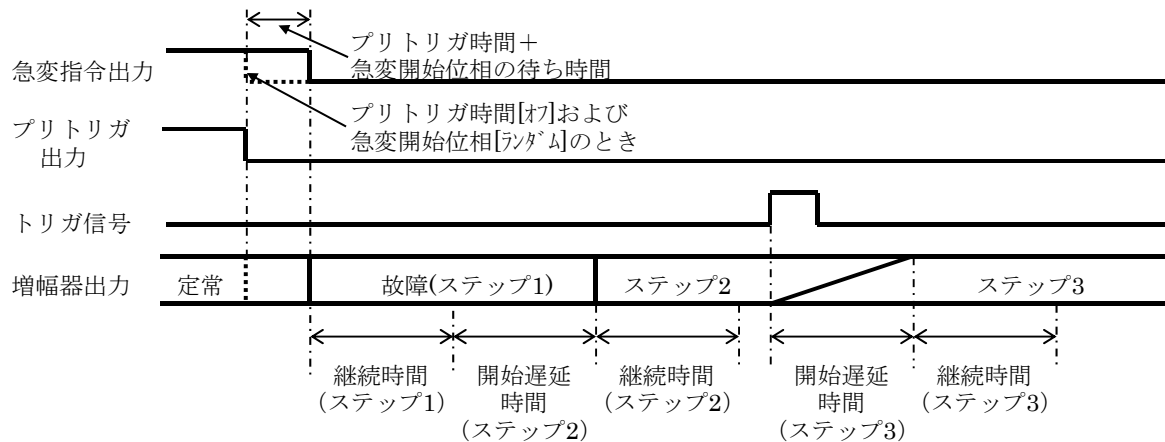 プリトリガ時間＋
急変開始位相の待ち時間
急変指令出力
プリトリガ時間[ｵﾌ]および
急変開始位相[ﾗﾝﾀﾞﾑ]のとき
プリトリガ
出力
トリガ信号
増幅器出力
定常
故障(ステップ1)
ステップ2
ステップ3
継続時間
(ステップ1)
開始遅延
時間
(ステップ2)
継続時間
(ステップ2)
開始遅延
時間
(ステップ3)
継続時間
(ステップ3)